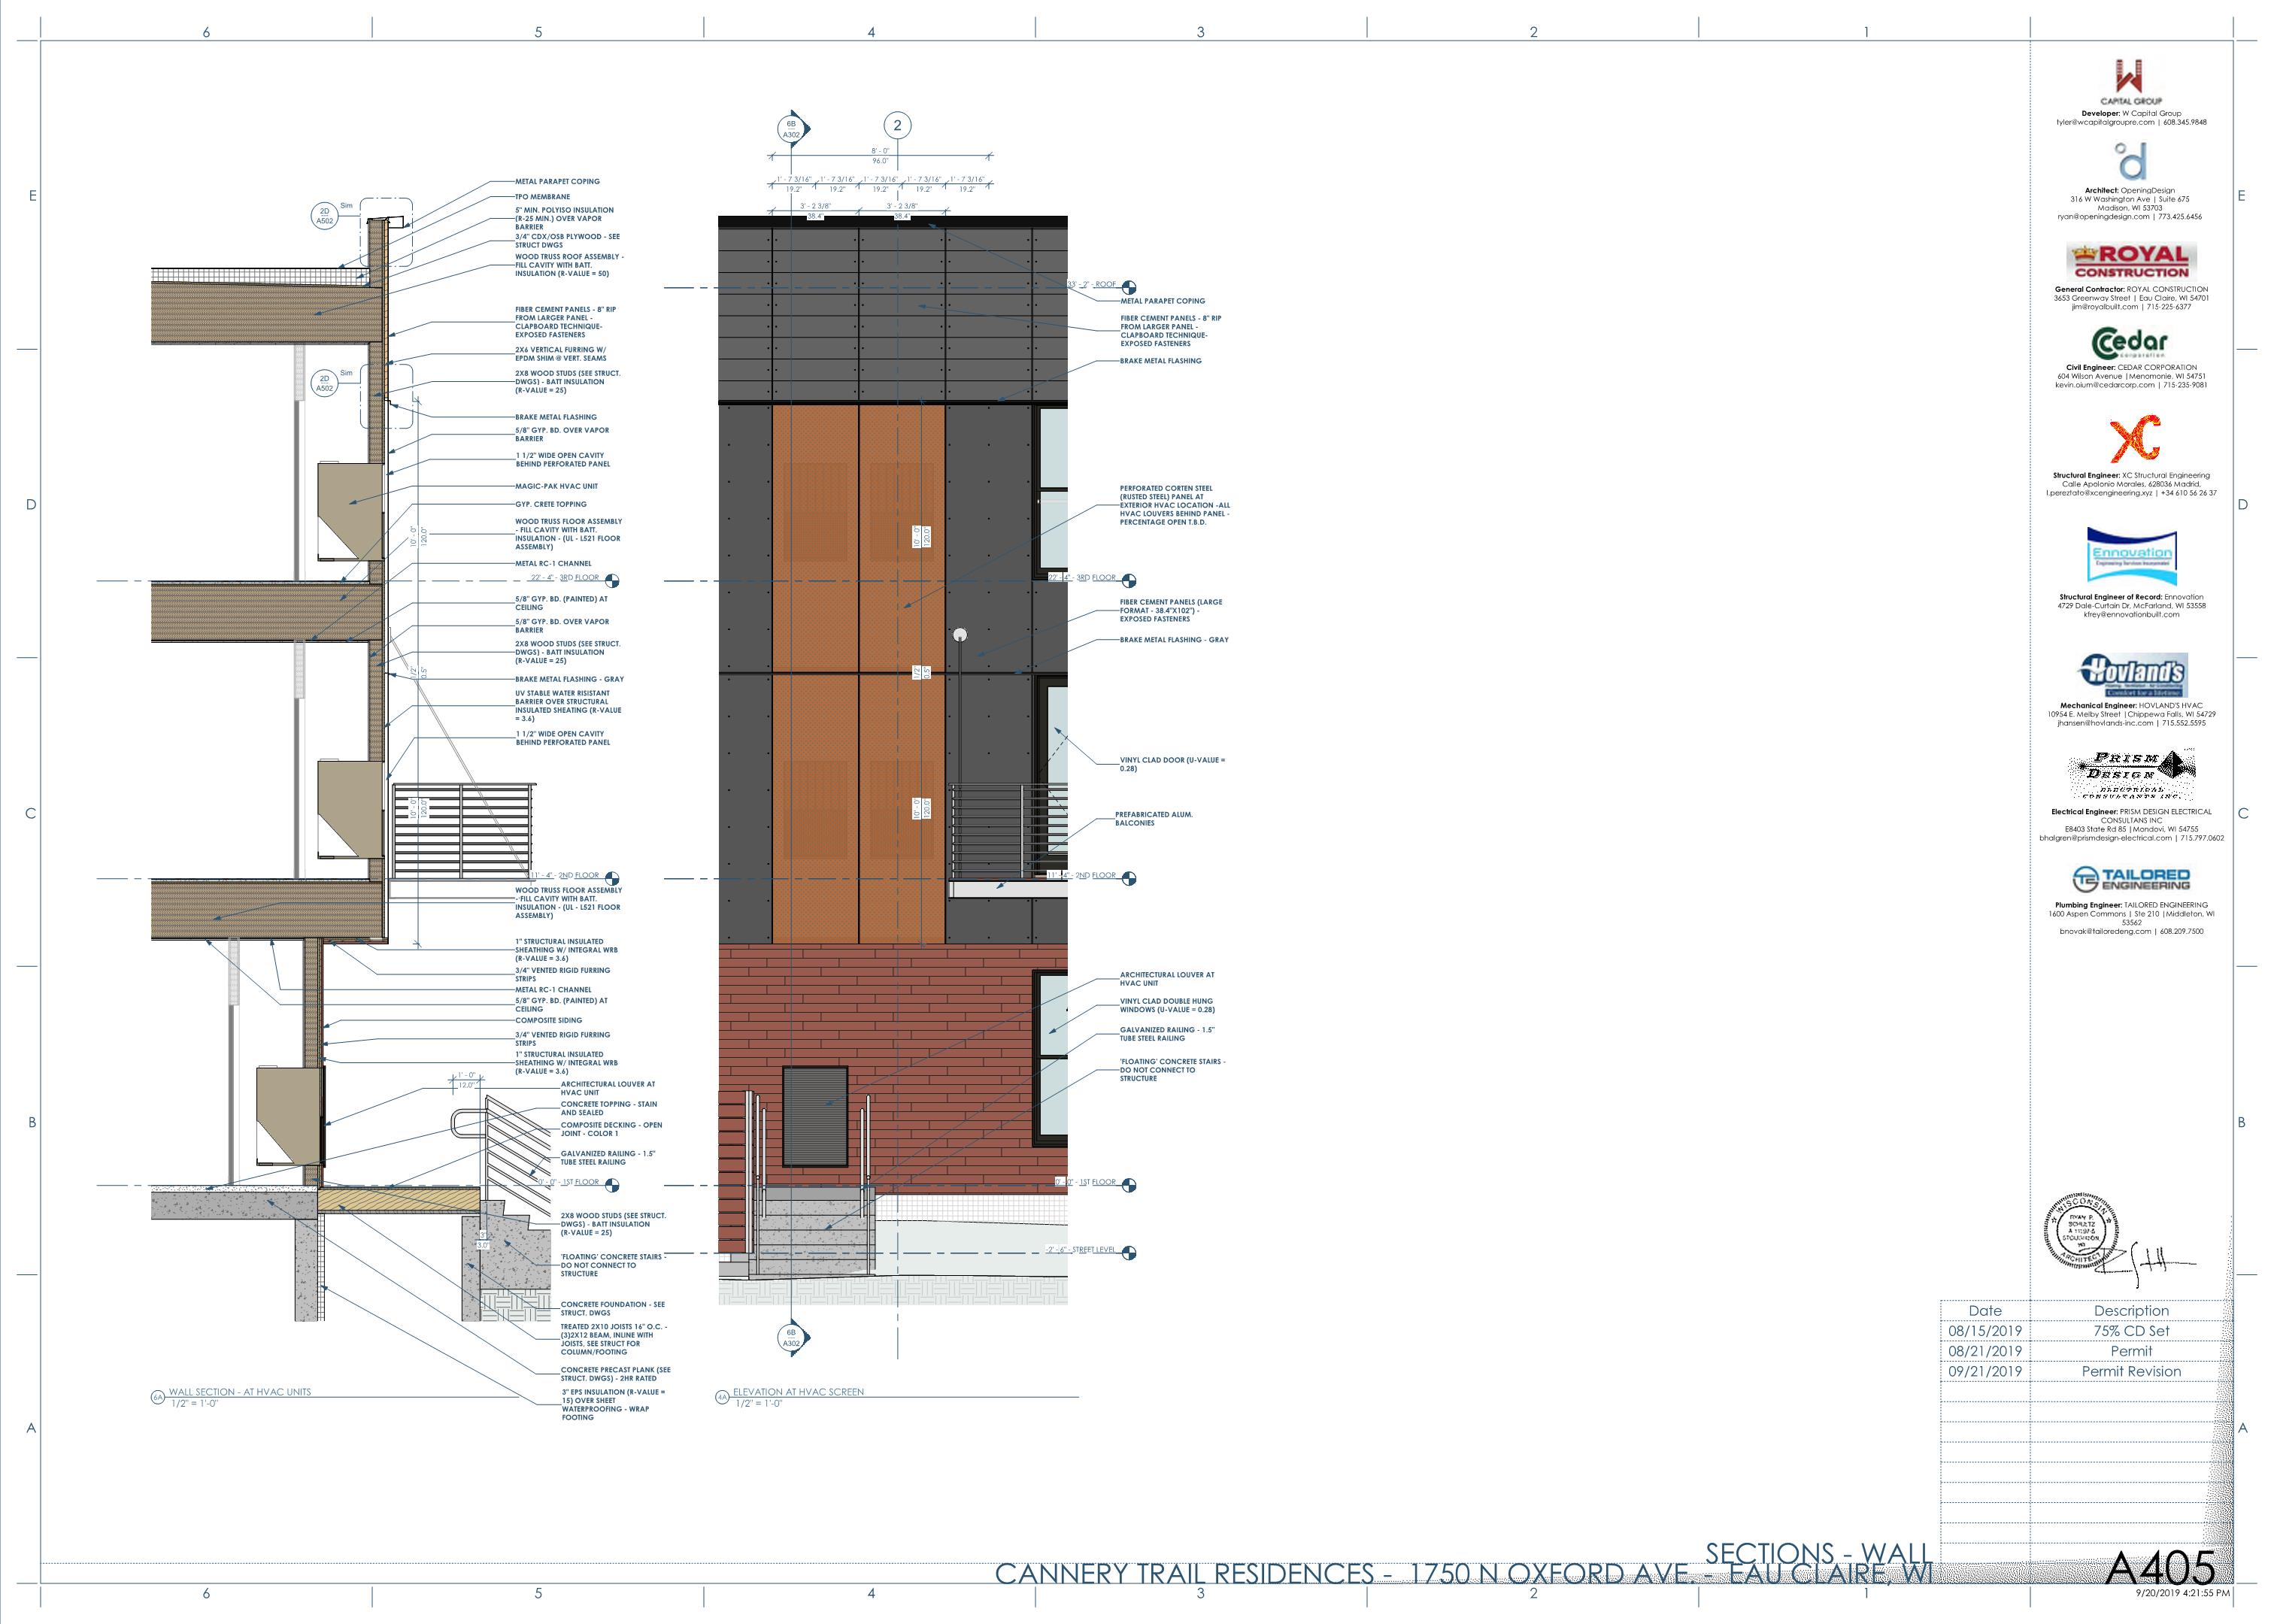 6
5
4
3
2
1
E
D
C
B
A
2D
A502
Sim
2D
A502
Sim
METAL PARAPET COPING
TPO MEMBRANE
5" MIN. POLYISO INSULATION
(R-25 MIN.) OVER VAPOR
BARRIER
3/4" CDX/OSB PLYWOOD - SEE
STRUCT DWGS
WOOD TRUSS ROOF ASSEMBLY -
FILL CAVITY WITH BATT.
INSULATION (R-VALUE = 50)
FIBER CEMENT PANELS - 8" RIP
FROM LARGER PANEL -
CLAPBOARD TECHNIQUE-
EXPOSED FASTENERS
2X6 VERTICAL FURRING W/
EPDM SHIM @ VERT. SEAMS
2X8 WOOD STUDS (SEE STRUCT.
DWGS) - BATT INSULATION
(R-VALUE = 25)
BRAKE METAL FLASHING
5/8" GYP. BD. OVER VAPOR
BARRIER
1 1/2" WIDE OPEN CAVITY
BEHIND PERFORATED PANEL
MAGIC-PAK HVAC UNIT
GYP. CRETE TOPPING
WOOD TRUSS FLOOR ASSEMBLY
- FILL CAVITY WITH BATT.
INSULATION - (UL - L521 FLOOR
ASSEMBLY)
METAL RC-1 CHANNEL
22' - 4" - 3RD FLOOR
5/8" GYP. BD. (PAINTED) AT
CEILING
5/8" GYP. BD. OVER VAPOR
BARRIER
2X8 WOOD STUDS (SEE STRUCT.
DWGS) - BATT INSULATION
(R-VALUE = 25)
BRAKE METAL FLASHING - GRAY
UV STABLE WATER RISISTANT
BARRIER OVER STRUCTURAL
INSULATED SHEATING (R-VALUE
= 3.6)
1 1/2" WIDE OPEN CAVITY
BEHIND PERFORATED PANEL
10' - 0"
120.0"
1/2"
0.5"
10' - 0"
120.0"
11' - 4" - 2ND FLOOR
WOOD TRUSS FLOOR ASSEMBLY
- FILL CAVITY WITH BATT.
INSULATION - (UL - L521 FLOOR
ASSEMBLY)
1" STRUCTURAL INSULATED
SHEATHING W/ INTEGRAL WRB
(R-VALUE = 3.6)
3/4" VENTED RIGID FURRING
STRIPS
METAL RC-1 CHANNEL
5/8" GYP. BD. (PAINTED) AT
CEILING
COMPOSITE SIDING
3/4" VENTED RIGID FURRING
STRIPS
1" STRUCTURAL INSULATED
SHEATHING W/ INTEGRAL WRB
(R-VALUE = 3.6)
1' - 0"
12.0"
ARCHITECTURAL LOUVER AT
HVAC UNIT
CONCRETE TOPPING - STAIN
AND SEALED
COMPOSITE DECKING - OPEN
JOINT - COLOR 1
GALVANIZED RAILING - 1.5"
TUBE STEEL RAILING
0' - 0" - 1ST FLOOR
2X8 WOOD STUDS (SEE STRUCT.
DWGS) - BATT INSULATION
(R-VALUE = 25)
3"
3.0"
'FLOATING' CONCRETE STAIRS -
DO NOT CONNECT TO
STRUCTURE
CONCRETE FOUNDATION - SEE
STRUCT. DWGS
TREATED 2X10 JOISTS 16" O.C. -
(3)2X12 BEAM, INLINE WITH
JOISTS, SEE STRUCT FOR
COLUMN/FOOTING
CONCRETE PRECAST PLANK (SEE
STRUCT. DWGS) - 2HR RATED
3" EPS INSULATION (R-VALUE =
15) OVER SHEET
WATERPROOFING - WRAP
FOOTING
6A
WALL SECTION - AT HVAC UNITS
1/2" = 1'-0"
6B
A302
2
8' - 0"
96.0"
1' - 7 3/16" 1' - 7 3/16" 1' - 7 3/16" 1' - 7 3/16" 1' - 7 3/16"
19.2" 19.2" 19.2" 19.2" 19.2"
3' - 2 3/8" 3' - 2 3/8"
38.4" 38.4"
33' - 2" - ROOF
METAL PARAPET COPING
FIBER CEMENT PANELS - 8" RIP
FROM LARGER PANEL -
CLAPBOARD TECHNIQUE-
EXPOSED FASTENERS
BRAKE METAL FLASHING
PERFORATED CORTEN STEEL
(RUSTED STEEL) PANEL AT
EXTERIOR HVAC LOCATION -ALL
HVAC LOUVERS BEHIND PANEL -
PERCENTAGE OPEN T.B.D.
10' - 0"
120.0"
22' - 4" - 3RD FLOOR
FIBER CEMENT PANELS (LARGE
FORMAT - 38.4"X102") -
EXPOSED FASTENERS
BRAKE METAL FLASHING - GRAY
1/2"
0.5"
VINYL CLAD DOOR (U-VALUE =
0.28)
10' - 0"
120.0"
PREFABRICATED ALUM.
BALCONIES
11' - 4" - 2ND FLOOR
ARCHITECTURAL LOUVER AT
HVAC UNIT
VINYL CLAD DOUBLE HUNG
WINDOWS (U-VALUE = 0.28)
GALVANIZED RAILING - 1.5"
TUBE STEEL RAILING
'FLOATING' CONCRETE STAIRS -
DO NOT CONNECT TO
STRUCTURE
0' - 0" - 1ST FLOOR
-2' - 6" - STREET LEVEL
6B
A302
4A
ELEVATION AT HVAC SCREEN
1/2" = 1'-0"
CAPITAL GROUP
Developer: W Capital Group
tyler@wcapitalgroupre.com | 608.345.9848
Architect: OpeningDesign
316 W Washington Ave | Suite 675
Madison, WI 53703
ryan@openingdesign.com | 773.425.6456
ROYAL
CONSTRUCTION
General Contractor: ROYAL CONSTRUCTION
3653 Greenway Street | Eau Claire, WI 54701
jim@royalbuilt.com | 715-225-6377
Cedar
corporation
Civil Engineer: CEDAR CORPORATION
604 Wilson Avenue |Menomonie, WI 54751
kevin.oium@cedarcorp.com | 715-235-9081
XC
Structural Engineer: XC Structural Engineering
Calle Apolonio Morales, 628036 Madrid,
l.pereztato@xcengineering.xyz | +34 610 56 26 37
Ennovation
Engineering Services Incorporated
Structural Engineer of Record: Ennovation
4729 Dale-Curtain Dr, McFarland, WI 53558
kfrey@ennovationbuilt.com
Hovland's
Comfort for a lifetime
Mechanical Engineer: HOVLAND'S HVAC
10954 E. Melby Street |Chippewa Falls, WI 54729
jhansen@hovlands-inc.com | 715.552.5595
PRISM
DESIGN
ELECTRICAL
CONSULTANTS INC.
Electrical Engineer: PRISM DESIGN ELECTRICAL
CONSULTANS INC
E8403 State Rd 85 |Mondovi, WI 54755
bhalgren@prismdesign-electrical.com | 715.797.0602
TAILORED
ENGINEERING
Plumbing Engineer: TAILORED ENGINEERING
1600 Aspen Commons | Ste 210 |Middleton, WI
53562
bnovak@tailoredeng.com | 608.209.7500
WISCONSIN
RYAN P.
SCHULTZ
STOUGHTON
WI
ARCHITECT
Date Description
08/15/2019 75% CD Set
08/21/2019 Permit
09/21/2019 Permit Revision
SECTIONS - WALL
CANNERY TRAIL RESIDENCES - 1750 N OXFORD AVE. - EAU CLAIRE, WI
A405
9/20/2019 4:21:55 PM
E
D
C
B
A
6
5
4
3
2
1